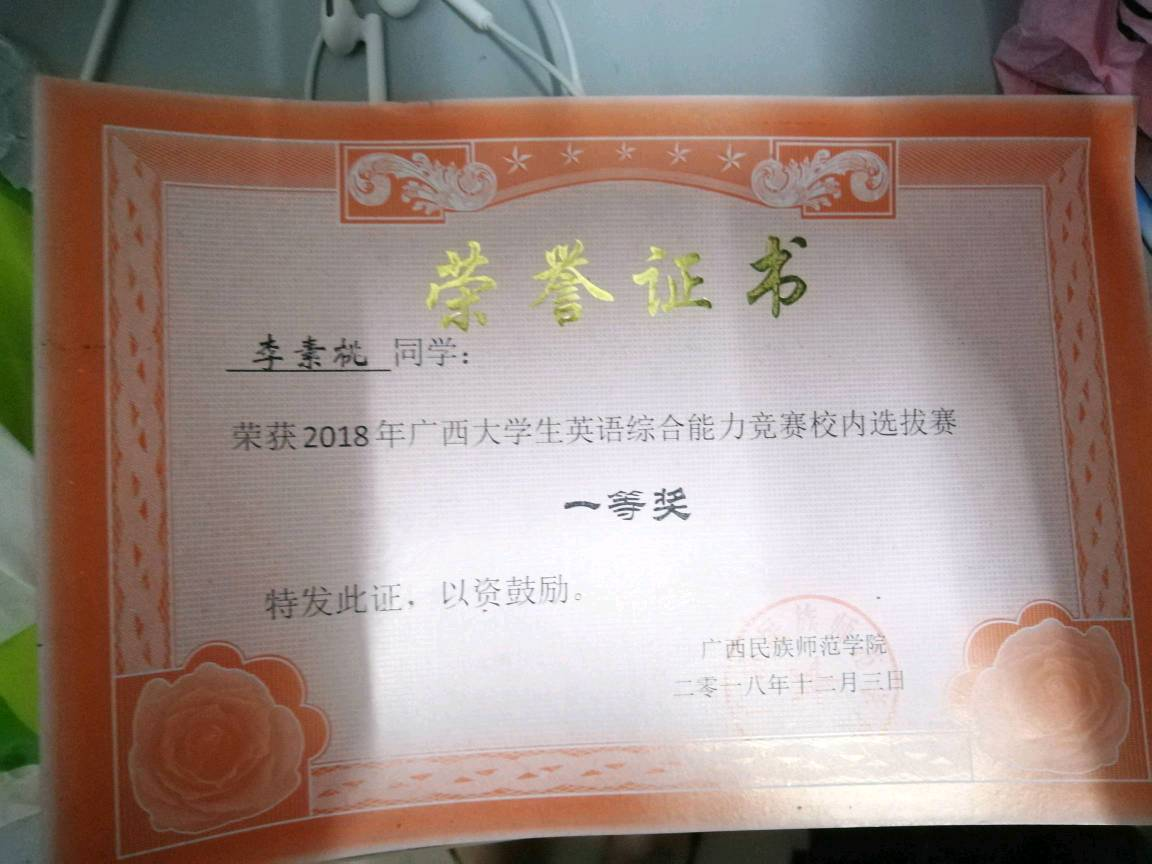 荣誉证书
李素桃 同学：
荣获2018年广西大学生英语综合能力竞赛校内选拔赛
一等奖
特发此证，以资鼓励。
广西民族师范学院
二零一八年十二月三日